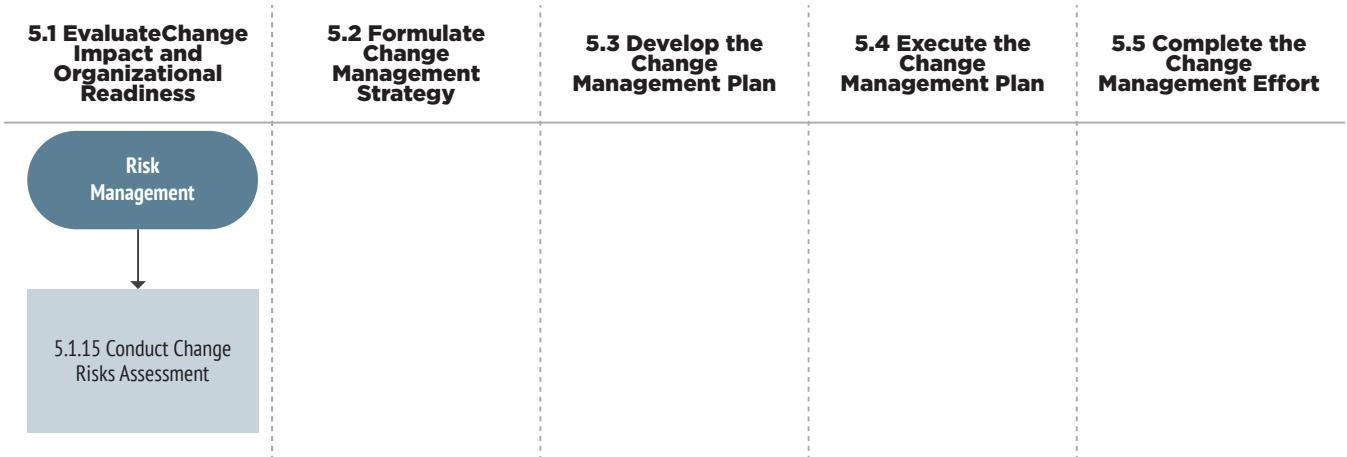 5.1 EvaluateChange
Impact and
Organizational
Readiness
5.2 Formulate
Change
Management
Strategy
5.3 Develop the
Change
Management Plan
5.4 Execute the
Change
Management Plan
5.5 Complete the
Change
Management Effort
Risk
Management
5.1.15 Conduct Change
Risks Assessment